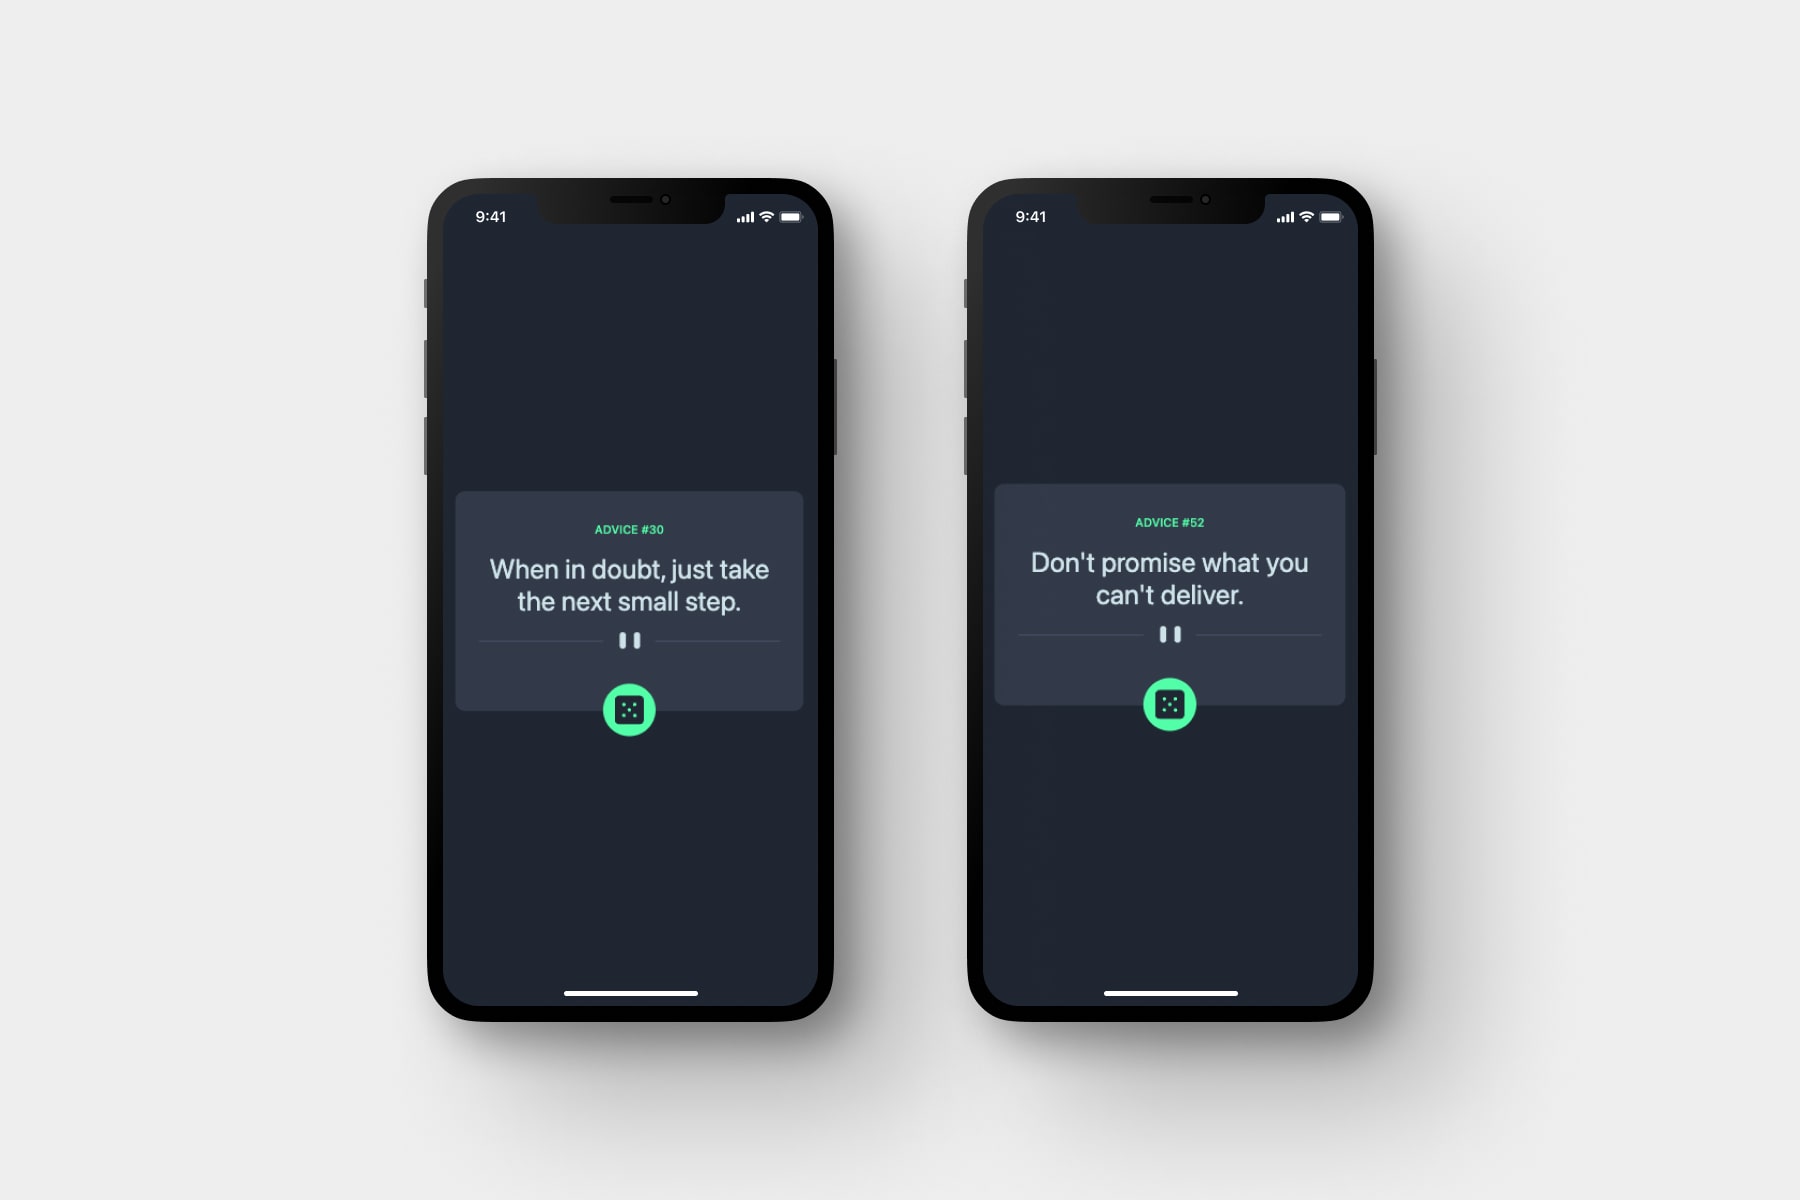 9:41
ADVICE #30
When in doubt, just take
the next small step.
9:41
ADVICE #52
Don't promise what you
can't deliver.